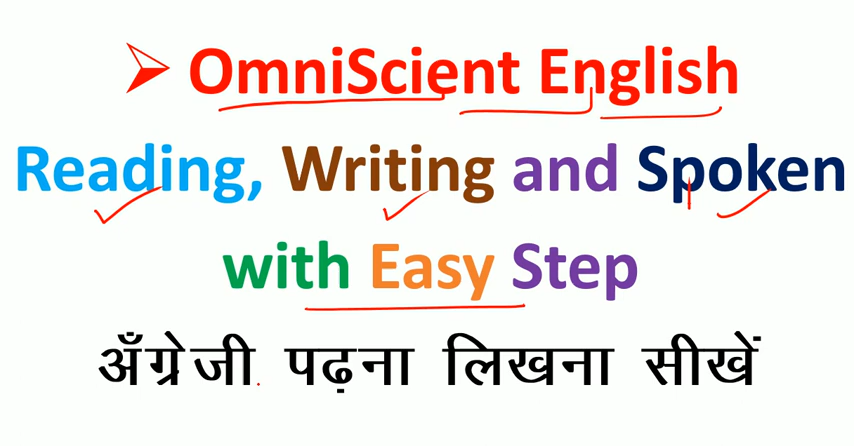 OmniScient English
Reading, Writing and Spoken
with Easy Step
अँग्रेजी पढ़ना लिखना सीखें